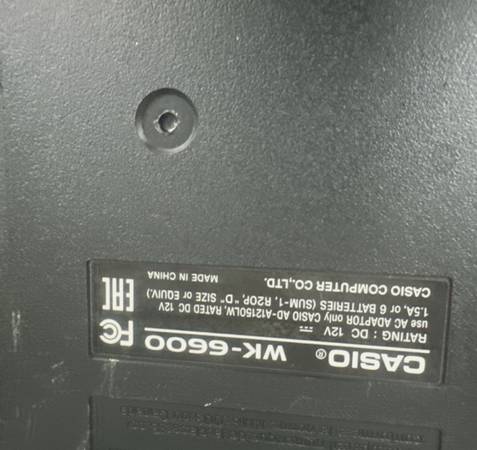 CASIO® WK-6600 FC
RATING : DC 12V
use AC ADAPTOR only CASIO AD-A12150LW, RATED DC 12V
1.5A, or 6 BATTERIES (SUM-1, R20P, "D" SIZE or EQUIV.)
CASIO COMPUTER CO.,LTD. MADE IN CHINA
EAC